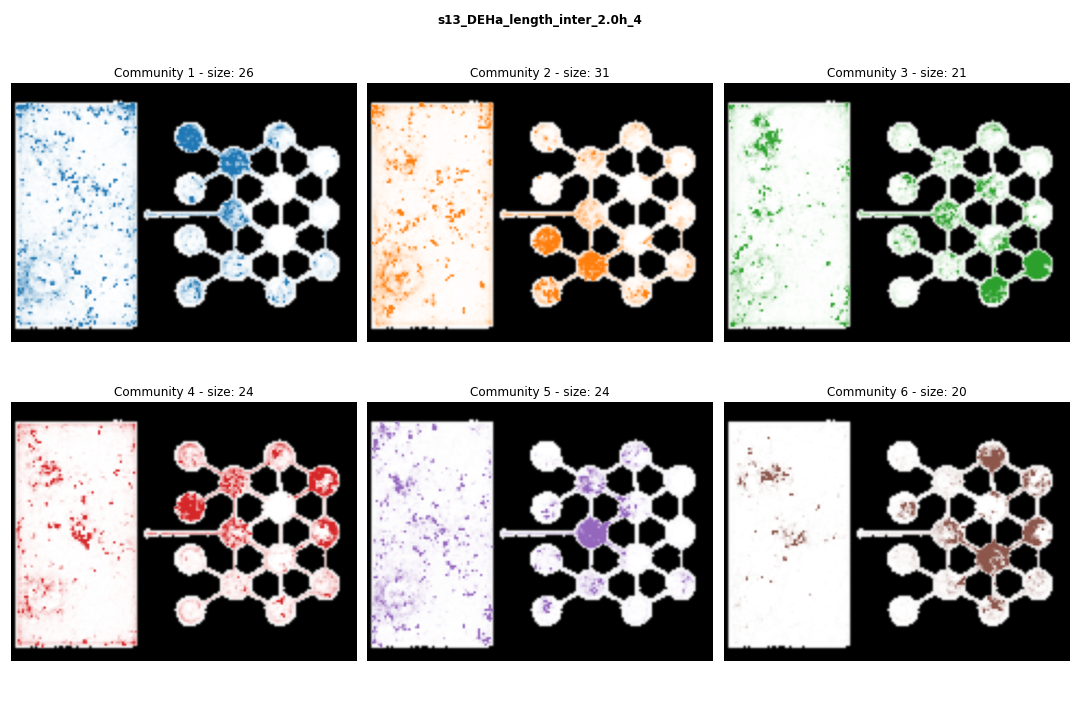 s13_DEHa_length_inter_2.0h_4
Community 1 - size: 26
Community 2 - size: 31
Community 3 - size: 21
Community 4 - size: 24
Community 5 - size: 24
Community 6 - size: 20